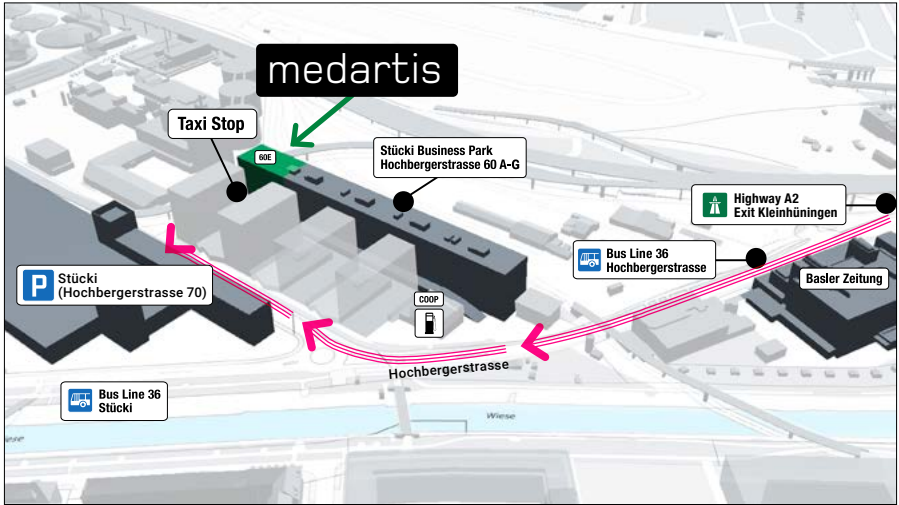 medartis
Taxi Stop
60E
Stücki Business Park
Hochbergerstrasse 60 A-G
Highway A2
Exit Kleinhüningen
Bus Line 36
Hochbergerstrasse
Basler Zeitung
P
Stücki
(Hochbergerstrasse 70)
COOP
Hochbergerstrasse
Bus Line 36
Stücki
Wiese
Wiese